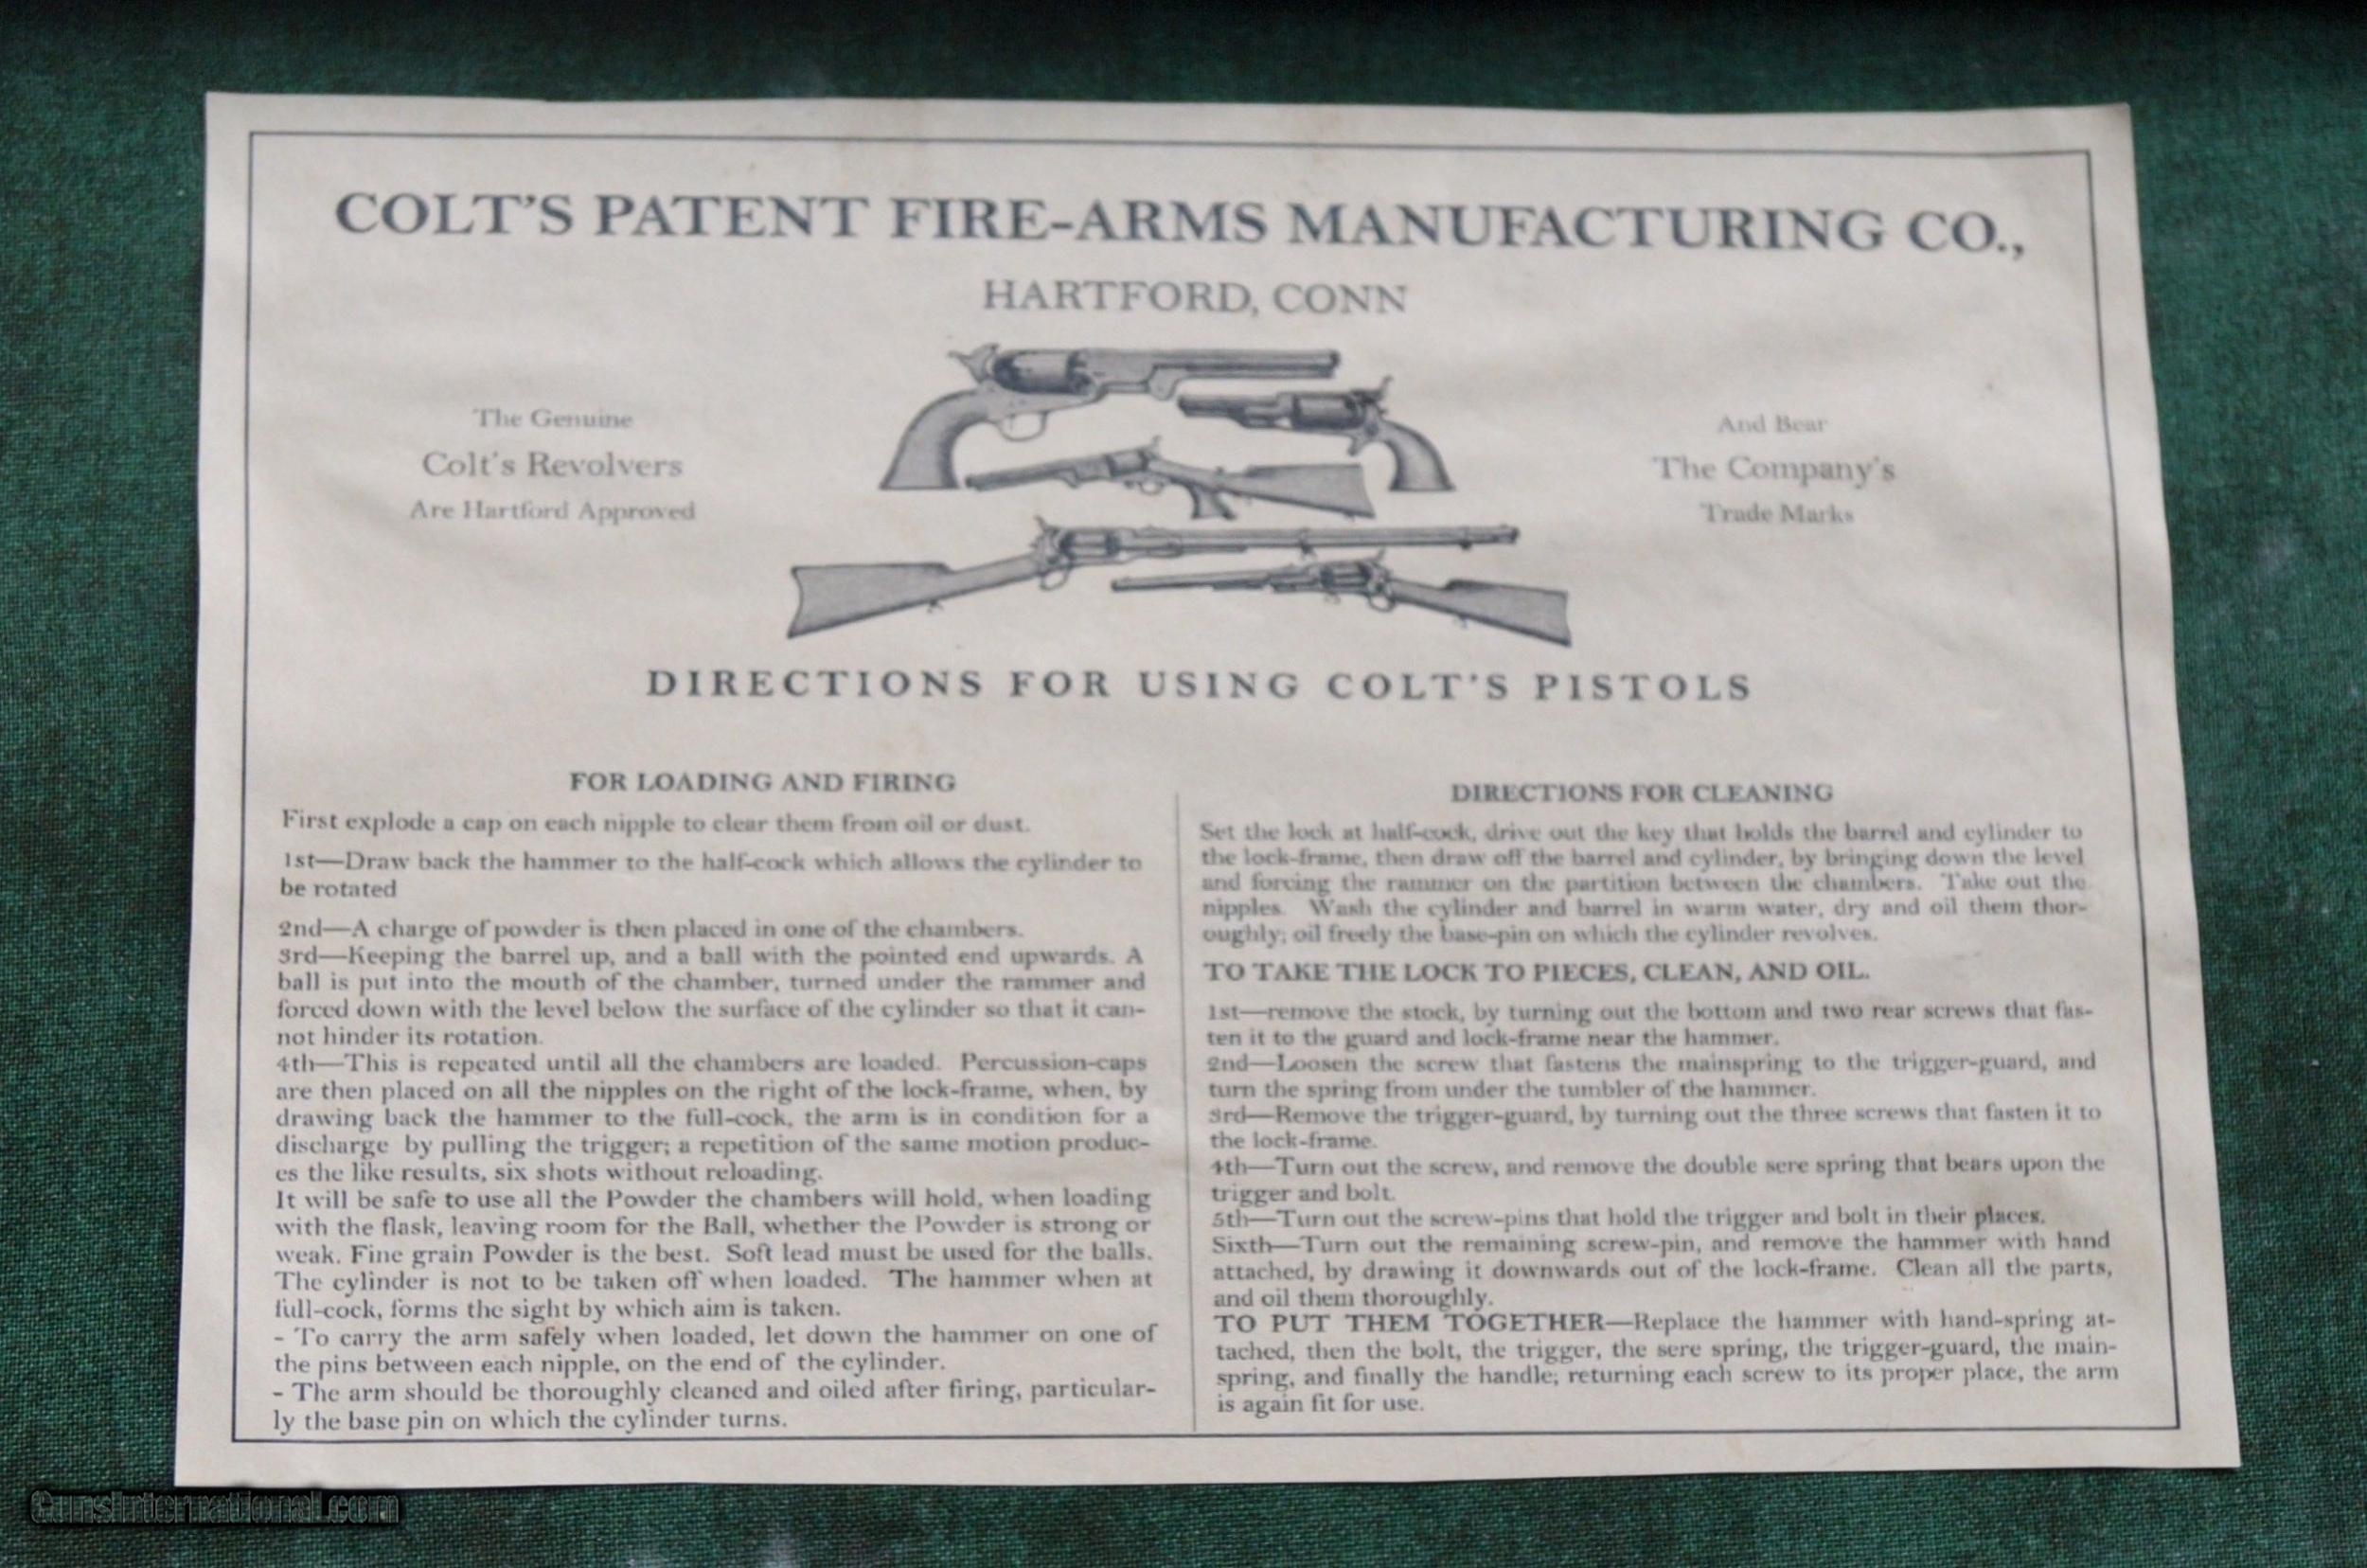 COLT'S PATENT FIRE-ARMS MANUFACTURING CO.,
HARTFORD, CONN
The Genuine
Colt's Revolvers
Are Hartford Approved
And Bear
The Company's
Trade Marks
DIRECTIONS FOR USING COLT'S PISTOLS
FOR LOADING AND FIRING
First explode a cap on each nipple to clear them from oil or dust.
1st—Draw back the hammer to the half-cock which allows the cylinder to
be rotated
2nd—A charge of powder is then placed in one of the chambers.
3rd—Keeping the barrel up, and a ball with the pointed end upwards. A
ball is put into the mouth of the chamber, turned under the rammer and
forced down with the level below the surface of the cylinder so that it can-
not hinder its rotation.
4th—This is repeated until all the chambers are loaded. Percussion-caps
are then placed on all the nipples on the right of the lock-frame, when, by
drawing back the hammer to the full-cock, the arm is in condition for a
discharge by pulling the trigger; a repetition of the same motion produc-
es the like results, six shots without reloading.
It will be safe to use all the Powder the chambers will hold, when loading
with the flask, leaving room for the Ball, whether the Powder is strong or
weak. Fine grain Powder is the best. Soft lead must be used for the balls.
The cylinder is not to be taken off when loaded. The hammer when at
full-cock, forms the sight by which aim is taken.
- To carry the arm safely when loaded, let down the hammer on one of
the pins between each nipple, on the end of the cylinder.
- The arm should be thoroughly cleaned and oiled after firing, particular-
ly the base pin on which the cylinder turns.
DIRECTIONS FOR CLEANING
Set the lock at half-cock, drive out the key that holds the barrel and cylinder to
the lock-frame, then draw off the barrel and cylinder, by bringing down the level
and forcing the rammer on the partition between the chambers. Take out the
nipples. Wash the cylinder and barrel in warm water, dry and oil them thor-
oughly; oil freely the base-pin on which the cylinder revolves.
TO TAKE THE LOCK TO PIECES, CLEAN, AND OIL.
1st—remove the stock, by turning out the bottom and two rear screws that fas-
ten it to the guard and lock-frame near the hammer.
2nd—Loosen the screw that fastens the mainspring to the trigger-guard, and
turn the spring from under the tumbler of the hammer.
3rd—Remove the trigger-guard, by turning out the three screws that fasten it to
the lock-frame.
4th—Turn out the screw, and remove the double sere spring that bears upon the
trigger and bolt.
5th—Turn out the screw-pins that hold the trigger and bolt in their places.
Sixth—Turn out the remaining screw-pin, and remove the hammer with hand
attached, by drawing it downwards out of the lock-frame. Clean all the parts,
and oil them thoroughly.
TO PUT THEM TOGETHER—Replace the hammer with hand-spring at-
tached, then the bolt, the trigger, the sere spring, the trigger-guard, the main-
spring, and finally the handle; returning each screw to its proper place, the arm
is again fit for use.
GunsInternational.com